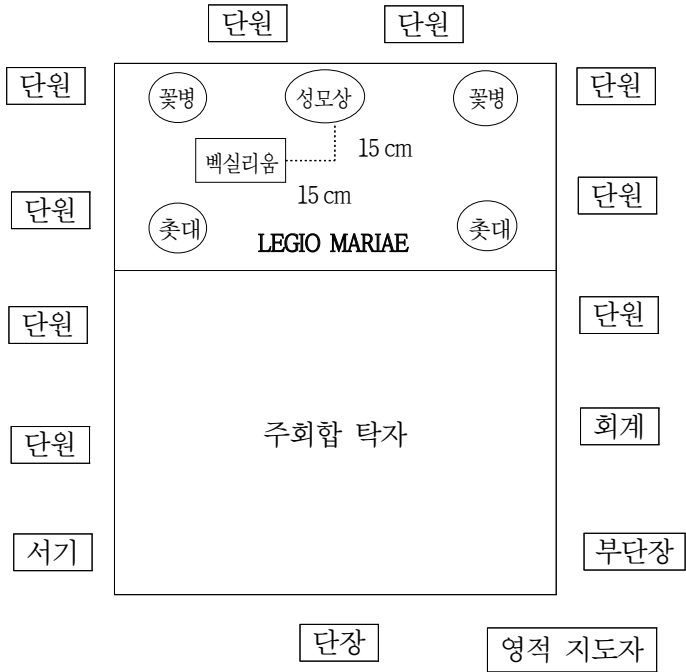 단원 단원
단원 꽃병 성모상 꽃병 단원
벡실리움 15 cm
15 cm
단원 촛대 LEGIO MARIAE 촛대 단원
단원 단원
단원 주회합 탁자 회계
서기 부단장
단장 영적 지도자